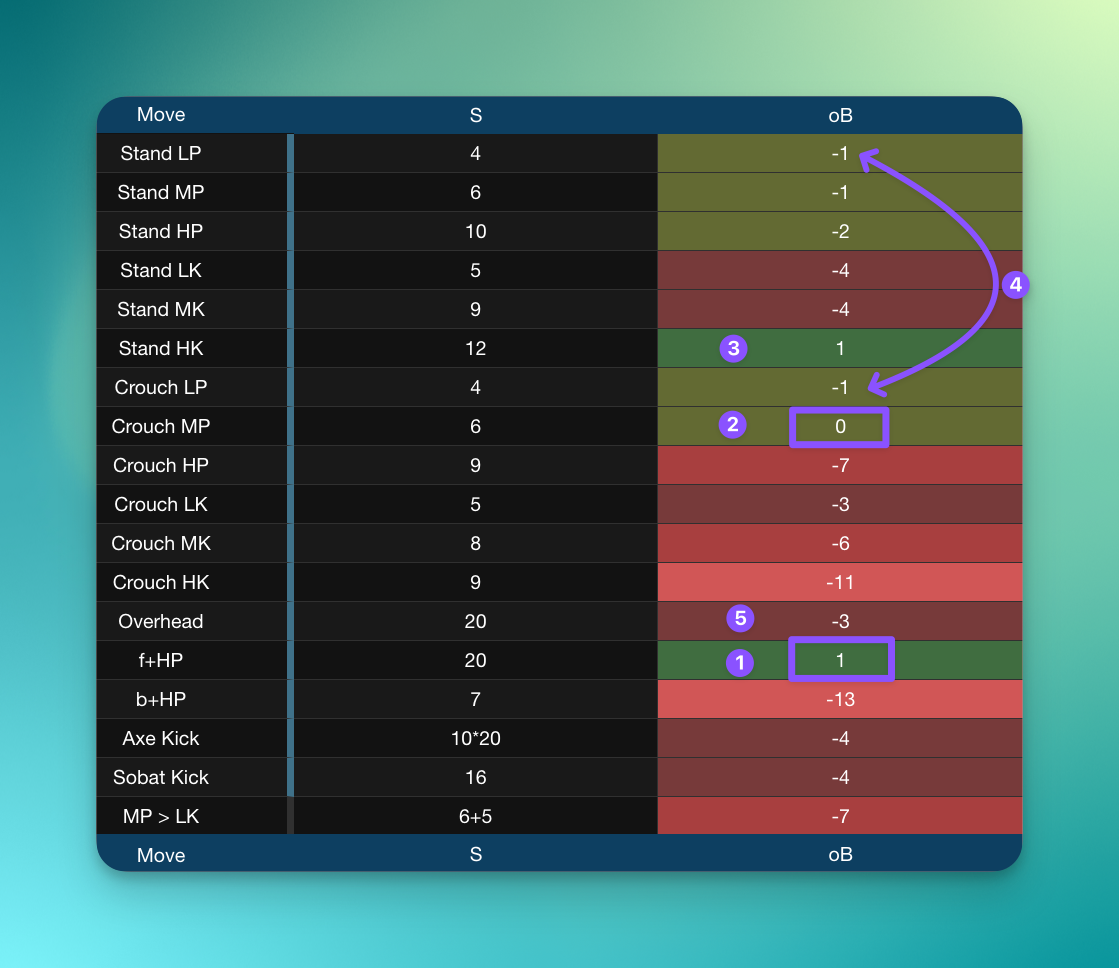 Move S oB
Stand LP 4 -1
Stand MP 6 -1
Stand HP 10 -2
Stand LK 5 -4
4
Stand MK 9 -4
Stand HK 12 3 1
Crouch LP 4 -1
Crouch MP 6 2 0
Crouch HP 9 -7
Crouch LK 5 -3
Crouch MK 8 -6
Crouch HK 9 -11
Overhead 20 5 -3
f+HP 20 1 1
b+HP 7 -13
Axe Kick 10*20 -4
Sobat Kick 16 -4
MP > LK 6+5 -7
Move S oB